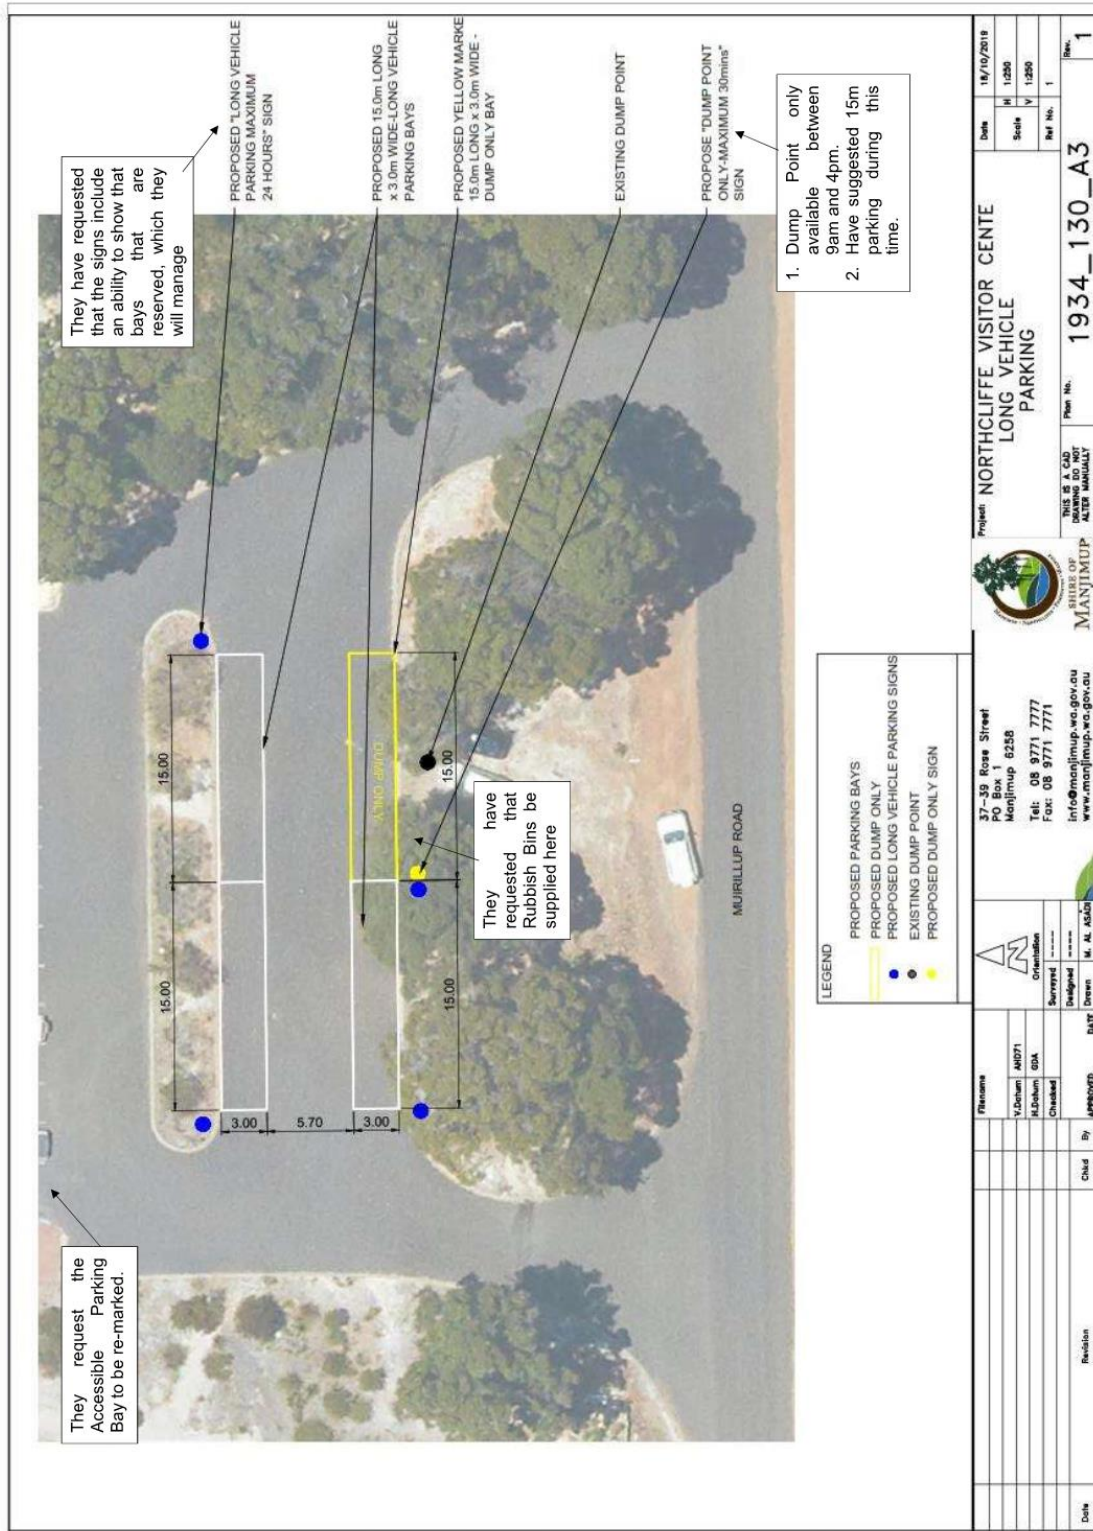 They have requested
that the signs include
an ability to show that
bays that are
reserved, which they
will manage
PROPOSED "LONG VEHICLE
PARKING MAXIMUM
24 HOURS" SIGN
PROPOSED 15.0m LONG
x 3.0m WIDE-LONG VEHICLE
PARKING BAYS
PROPOSED YELLOW MARKE
15.0m LONG x 3.0m WIDE -
DUMP ONLY BAY
EXISTING DUMP POINT
PROPOSE "DUMP POINT
ONLY-MAXIMUM 30mins"
SIGN
1. Dump Point only
available between
9am and 4pm.
2. Have suggested 15m
parking during this
time.
They request the
Accessible Parking
Bay to be re-marked.
They have
requested that
Rubbish Bins be
supplied here
15.00
15.00
3.00
5.70
3.00
15.00
15.00
DUMP ONLY
MUIRILLUP ROAD
LEGEND
PROPOSED PARKING BAYS
PROPOSED DUMP ONLY
PROPOSED LONG VEHICLE PARKING SIGNS
EXISTING DUMP POINT
PROPOSED DUMP ONLY SIGN
Date
Revision
Chkd
By
Filename
V.Datum AHD71
H.Datum GDA
Checked
APPROVED
DATE
N
Orientation
Surveyed ----
Designed ----
Drawn M. AL ASADI
37-39 Rose Street
PO Box 1
Manjimup 6258
Tel: 08 9771 7777
Fax: 08 9771 7771
info@manjimup.wa.gov.au
www.manjimup.wa.gov.au
SHIRE OF
MANJIMUP
Project: NORTHCLIFFE VISITOR CENTE
LONG VEHICLE
PARKING
THIS IS A CAD
DRAWING DO NOT
ALTER MANUALLY
Plan No.
1934_130_A3
Date 18/10/2019
Scale
H 1:250
V 1:250
Ref No. 1
Rev.
1